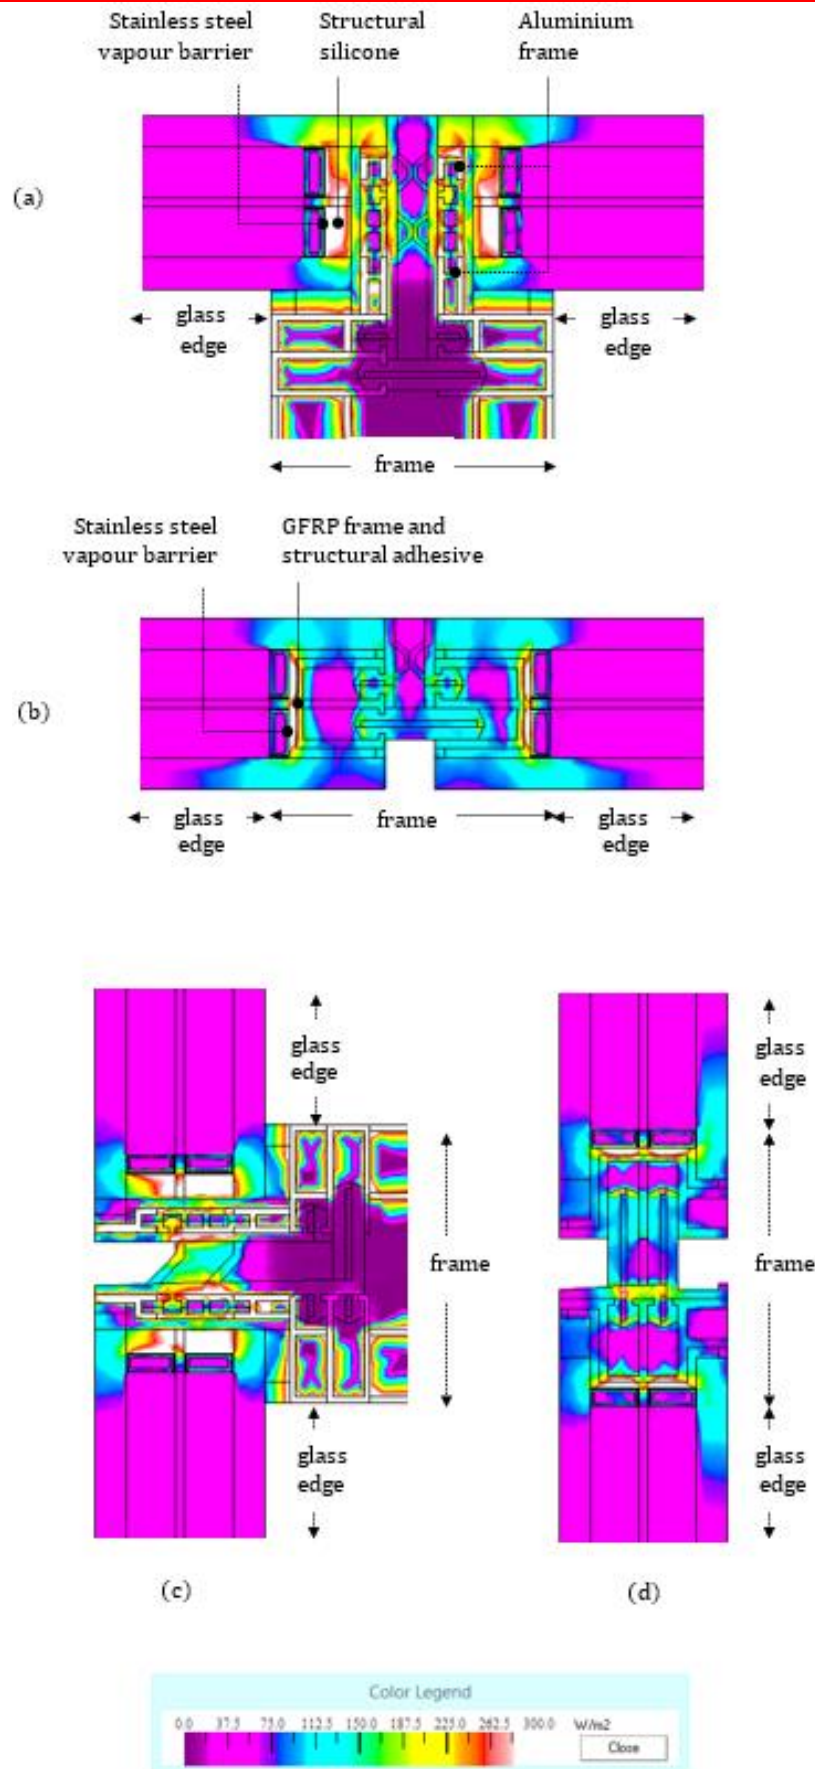 Stainless steel
vapour barrier
Structural
silicone
Aluminium
frame
(a)
glass
edge
glass
edge
frame
Stainless steel
vapour barrier
GFRP frame and
structural adhesive
(b)
glass
edge
frame
glass
edge
glass
edge
frame
glass
edge
glass
edge
frame
glass
edge
(c)
(d)
Color Legend
0.0 37.5 75.0 112.5 150.0 187.5 225.0 262.5 300.0 W/m2
Close